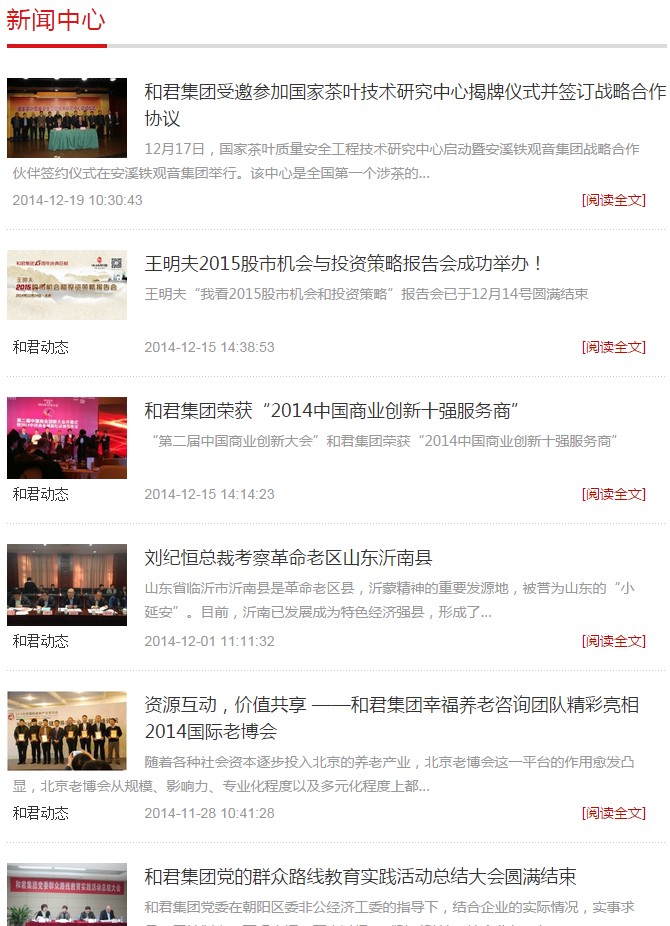 新闻中心
和君集团受邀参加国家茶叶技术研究中心揭牌仪式并签订战略合作
协议
12月17日，国家茶叶质量安全工程技术研究中心启动暨安溪铁观音集团战略合作
伙伴签约仪式在安溪铁观音集团举行。该中心是全国第一个涉茶的...
2014-12-19 10:30:43 [阅读全文]
王明夫2015股市机会与投资策略报告会成功举办！
王明夫“我看2015股市机会和投资策略”报告会已于12月14号圆满结束
和君动态 2014-12-15 14:38:53 [阅读全文]
和君集团荣获“2014中国商业创新十强服务商”
“第二届中国商业创新大会”和君集团荣获“2014中国商业创新十强服务商”
和君动态 2014-12-15 14:14:23 [阅读全文]
刘纪恒总裁考察革命老区山东沂南县
山东省临沂市沂南县是革命老区县，沂蒙精神的重要发源地，被誉为山东的“小
延安”。目前，沂南已发展成为特色经济强县，形成了...
和君动态 2014-12-01 11:11:32 [阅读全文]
资源互动，价值共享 ——和君集团幸福养老咨询团队精彩亮相
2014国际老博会
随着各种社会资本逐步投入北京的养老产业，北京老博会这一平台的作用愈发凸
显，北京老博会从规模、影响力、专业化程度以及多元化程度上都...
和君动态 2014-11-28 10:41:28 [阅读全文]
和君集团党的群众路线教育实践活动总结大会圆满结束
和君集团党委群众路线教育实践活动总结大会
和君集团党委在朝阳区委非公经济工委的指导下，结合企业的实际情况，实事求